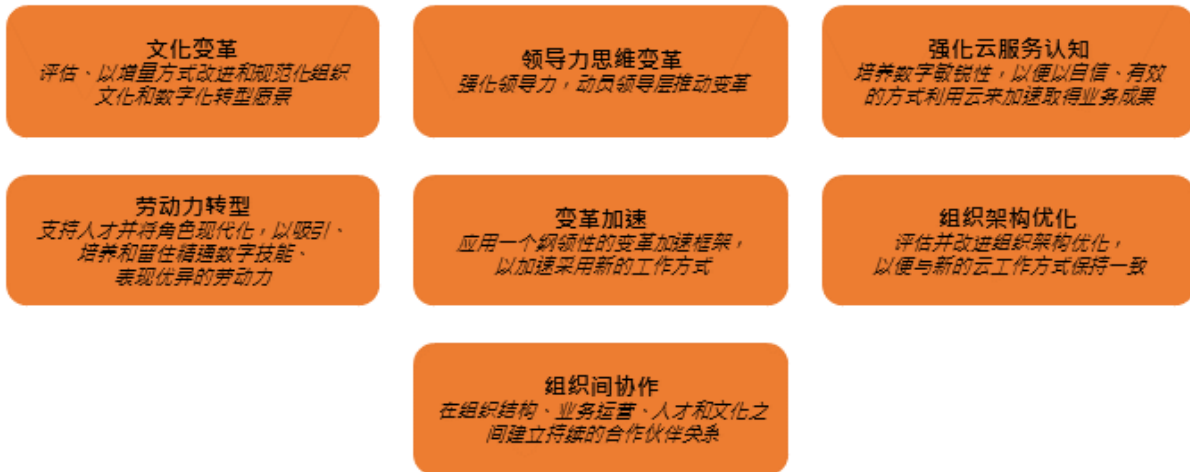 文化变革
评估、以增量方式改进和规范化组织
文化和数字化转型愿景
领导力思维变革
强化领导力，动员领导层推动变革
强化云服务认知
培养数字敏锐性，以便以自信、有效
的方式利用云来加速取得业务成果
劳动力转型
支持人才并将角色现代化，以吸引、
培养和留住精通数字技能、
表现优异的劳动力
变革加速
应用一个纲领性的变革加速框架，
以加速采用新的工作方式
组织架构优化
评估并改进组织架构优化，
以便与新的云工作方式保持一致
组织间协作
在组织结构、业务运营、人才和文化之
间建立持续的合作伙伴关系